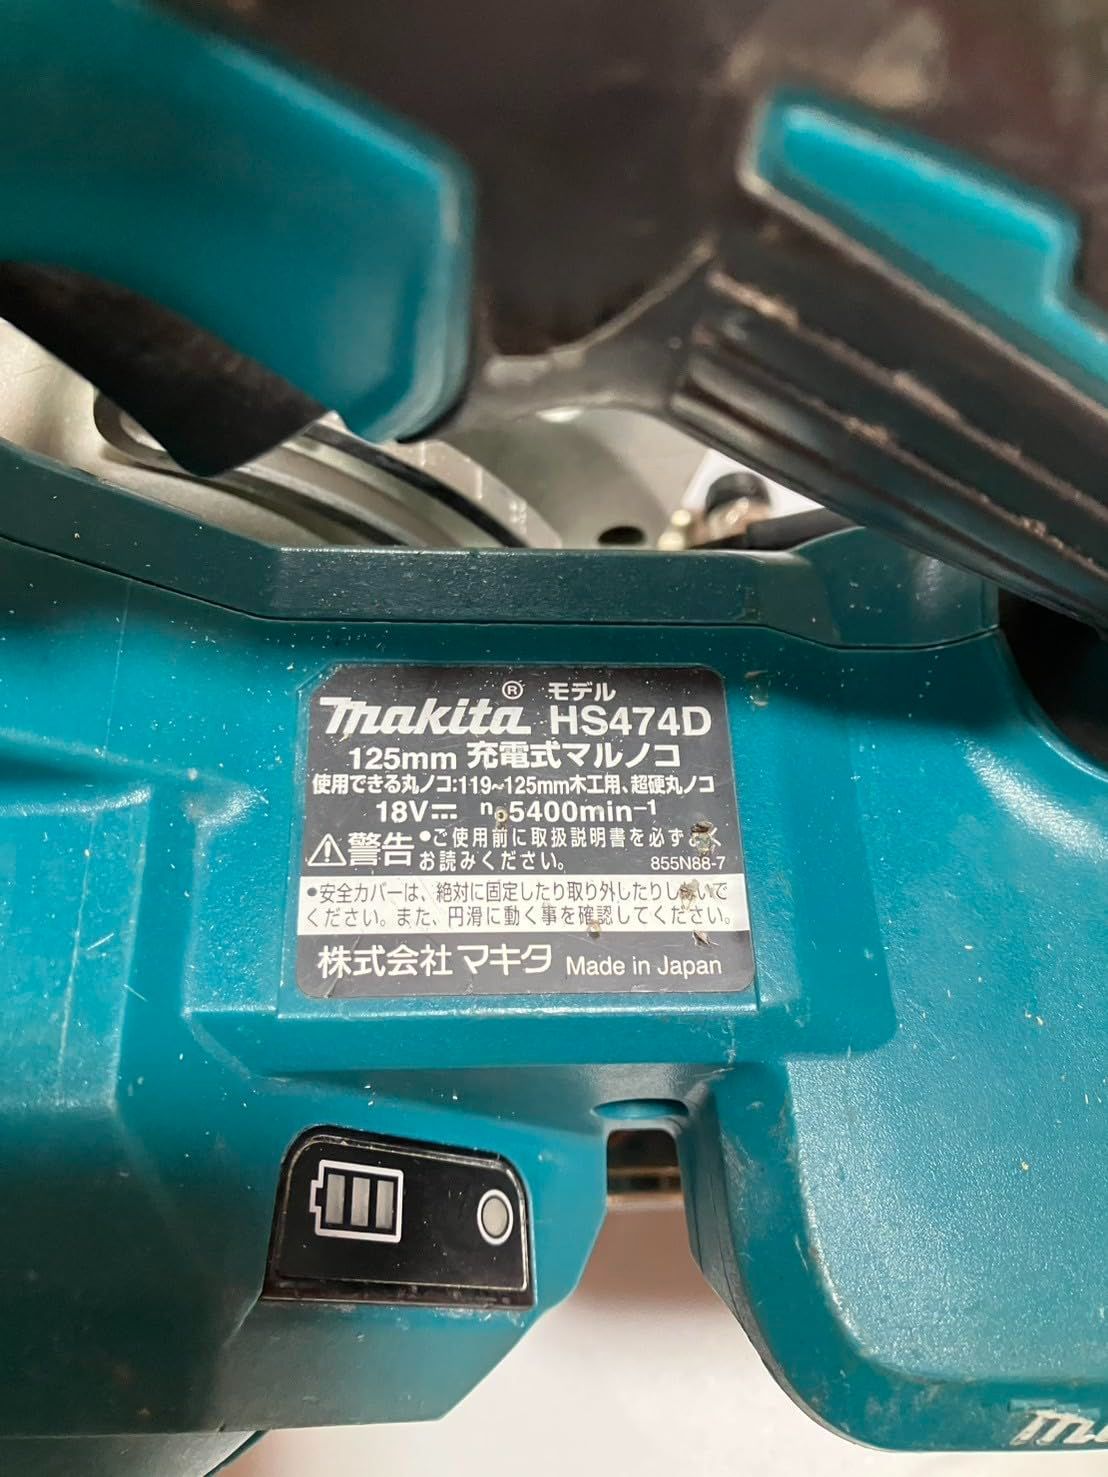 makita® モデル HS474D
125mm 充電式マルノコ
使用できる丸ノコ:119~125mm木工用、超硬丸ノコ
18V⎓ n₀5400min⁻¹
⚠警告 •ご使用前に取扱説明書を必ずよく
お読みください。 855N88-7
•安全カバーは、絶対に固定したり取り外したりしないで
ください。また、円滑に動く事を確認してください。
株式会社 マキタ Made in Japan